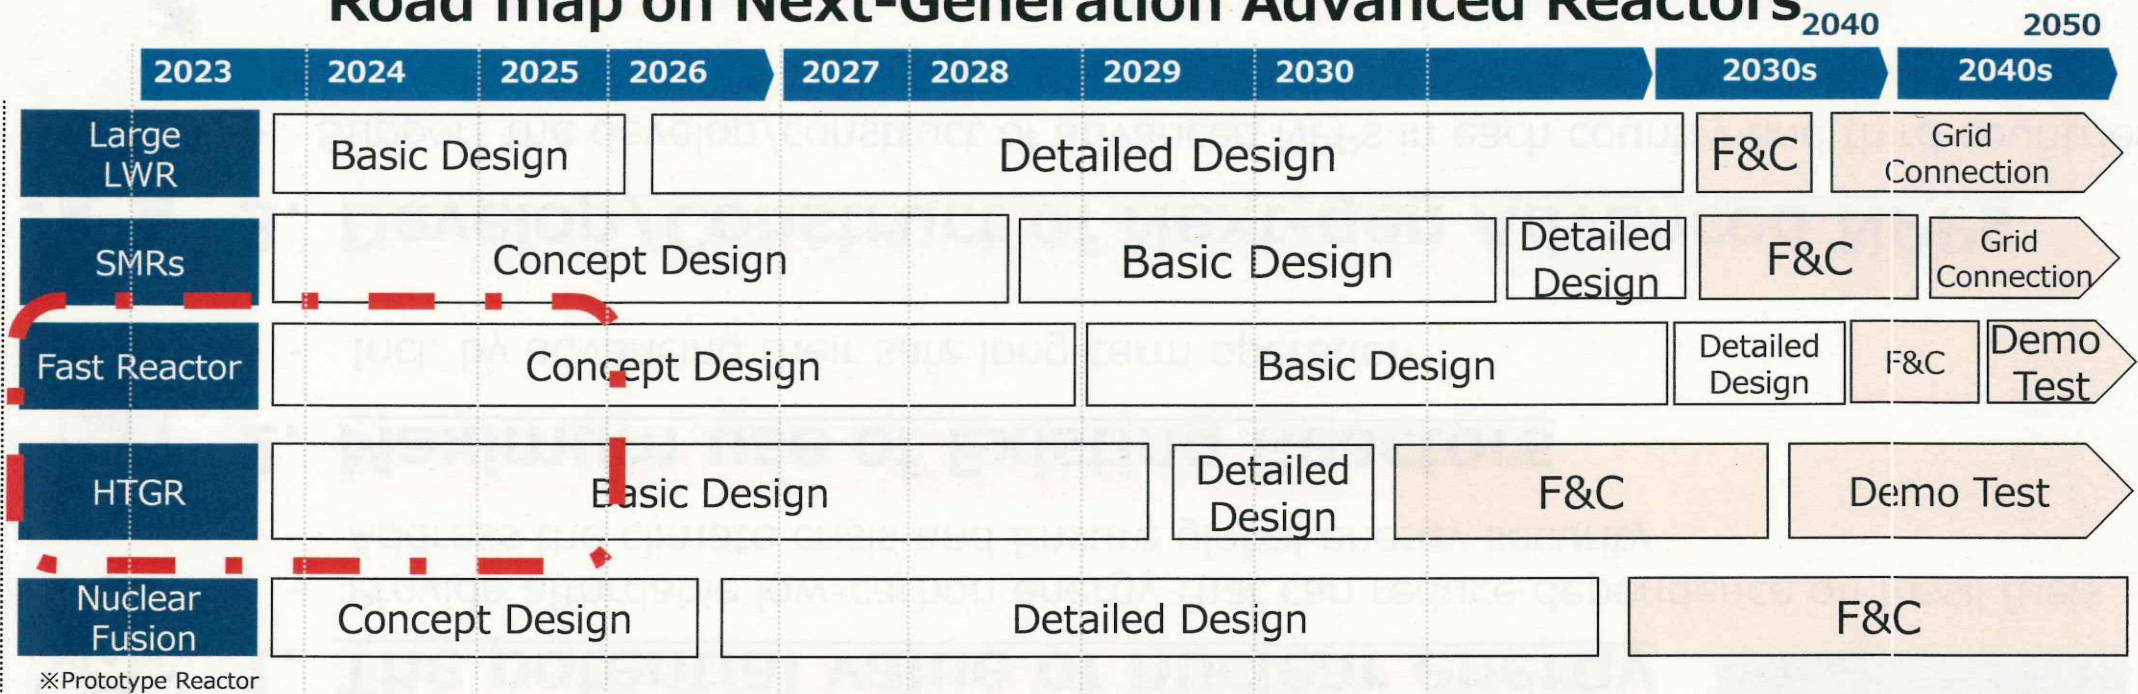 Road map on Next-Generation Advanced Reactors
2040
2050
2023
2024
2025
2026
2027
2028
2029
2030
2030s
2040s
Large
LWR
Basic Design
Detailed Design
F&C
Grid
Connection
SMRs
Concept Design
Basic Design
Detailed
Design
F&C
Grid
Connection
Fast Reactor
Concept Design
Basic Design
Detailed
Design
F&C
Demo
Test
HTGR
Basic Design
Detailed
Design
F&C
Demo Test
Nuclear
Fusion
Concept Design
Detailed Design
F&C
※Prototype Reactor